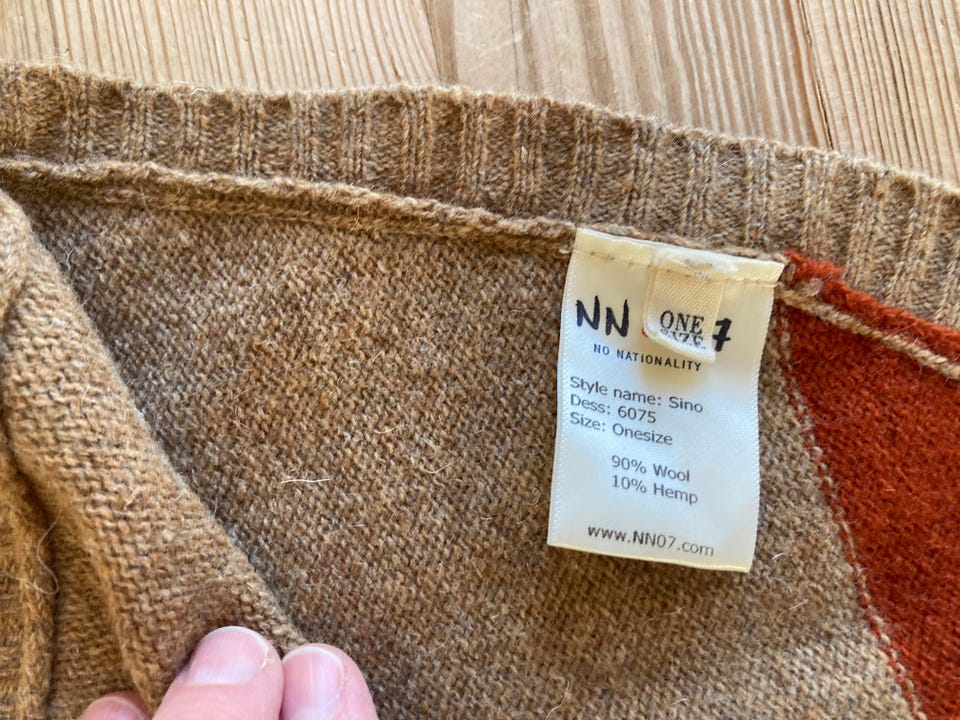 NN 7
ONE
SIZE
NO NATIONALITY
Style name: Sino
Dess: 6075
Size: Onesize
90% Wool
10% Hemp
www.NN07.com